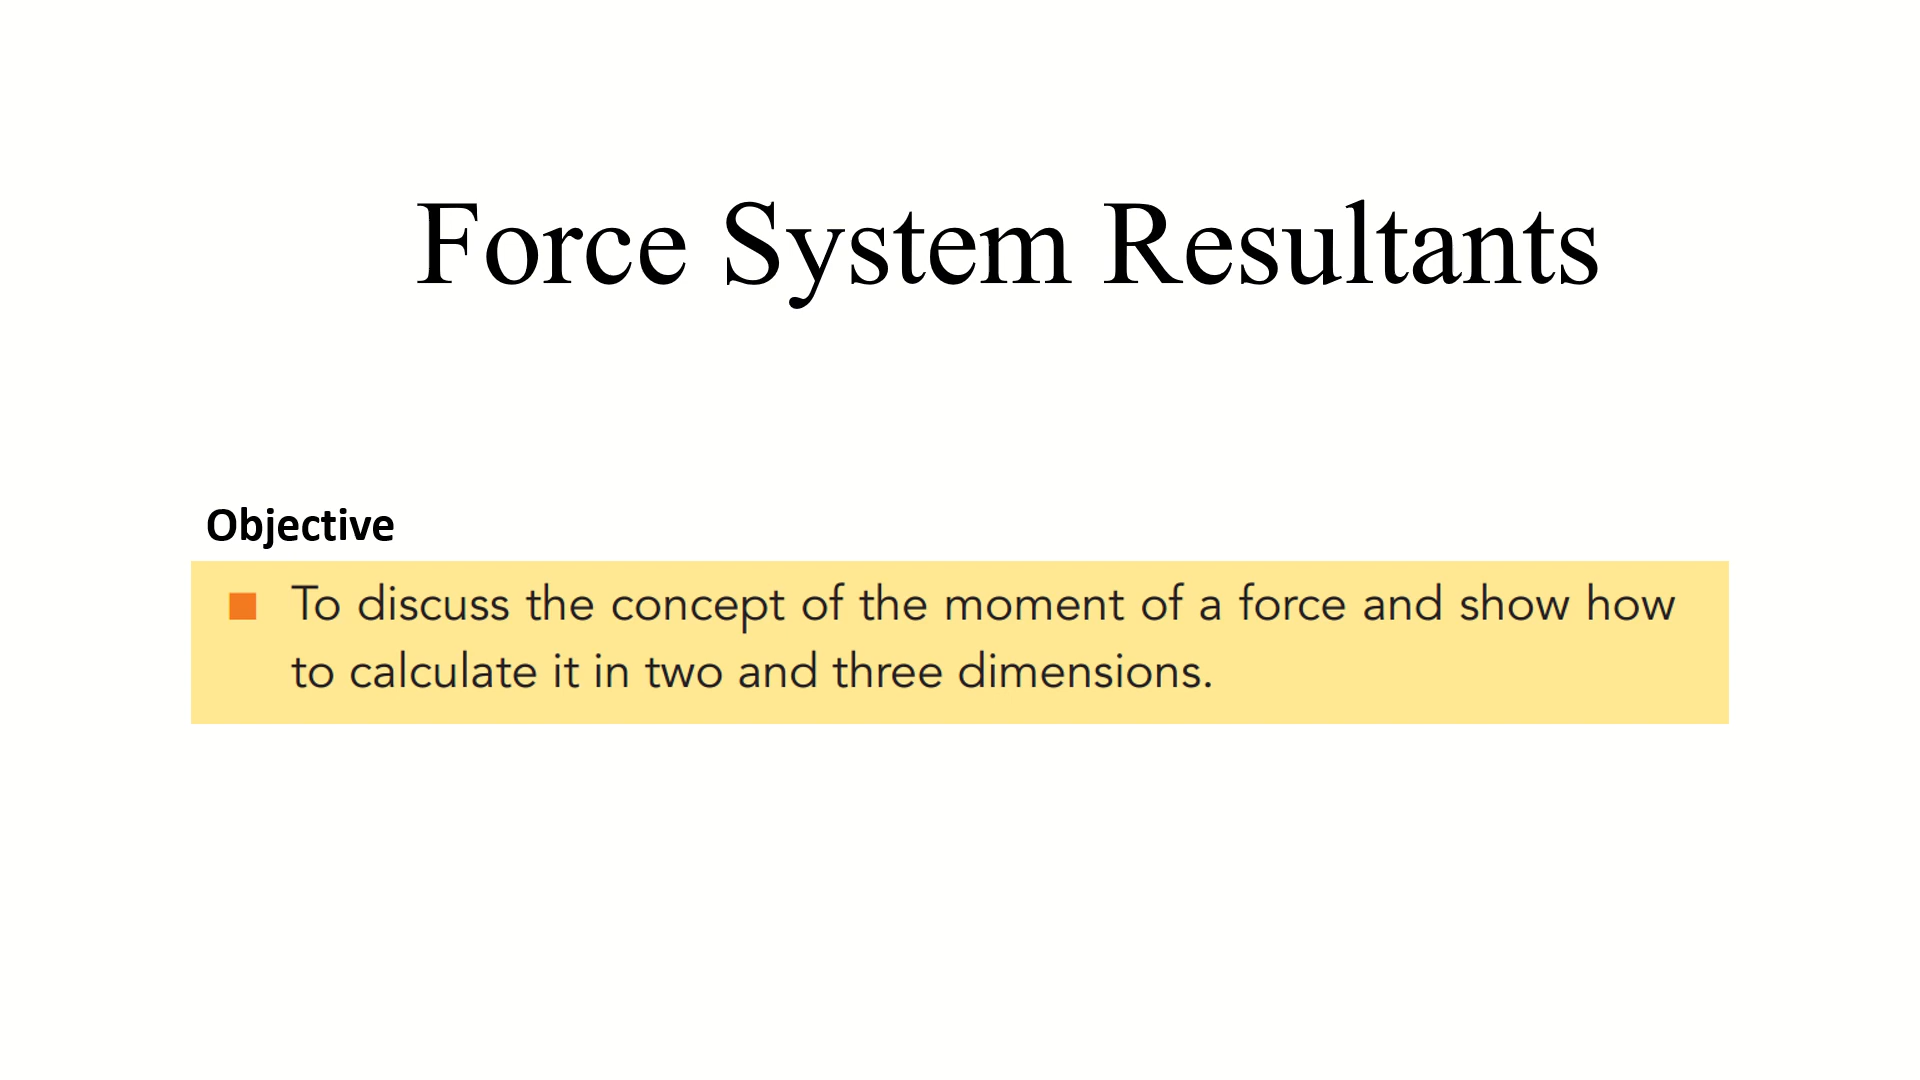 Force System Resultants
Objective
To discuss the concept of the moment of a force and show how
to calculate it in two and three dimensions.